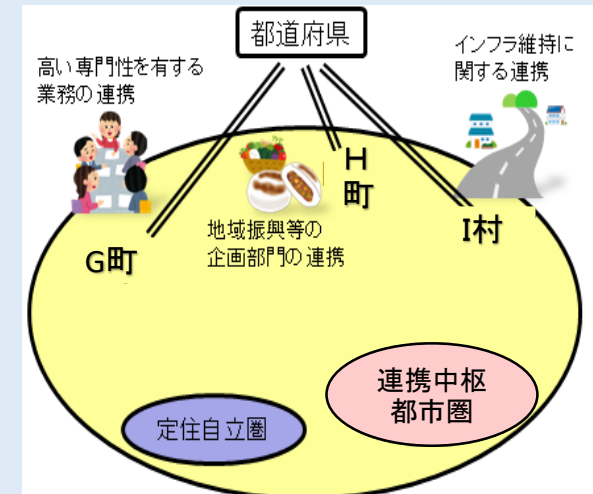 都道府県
高い専門性を有する
業務の連携
インフラ維持に
関する連携
H
町
地域振興等の
企画部門の連携
G町
I村
連携中枢
都市圏
定住自立圏